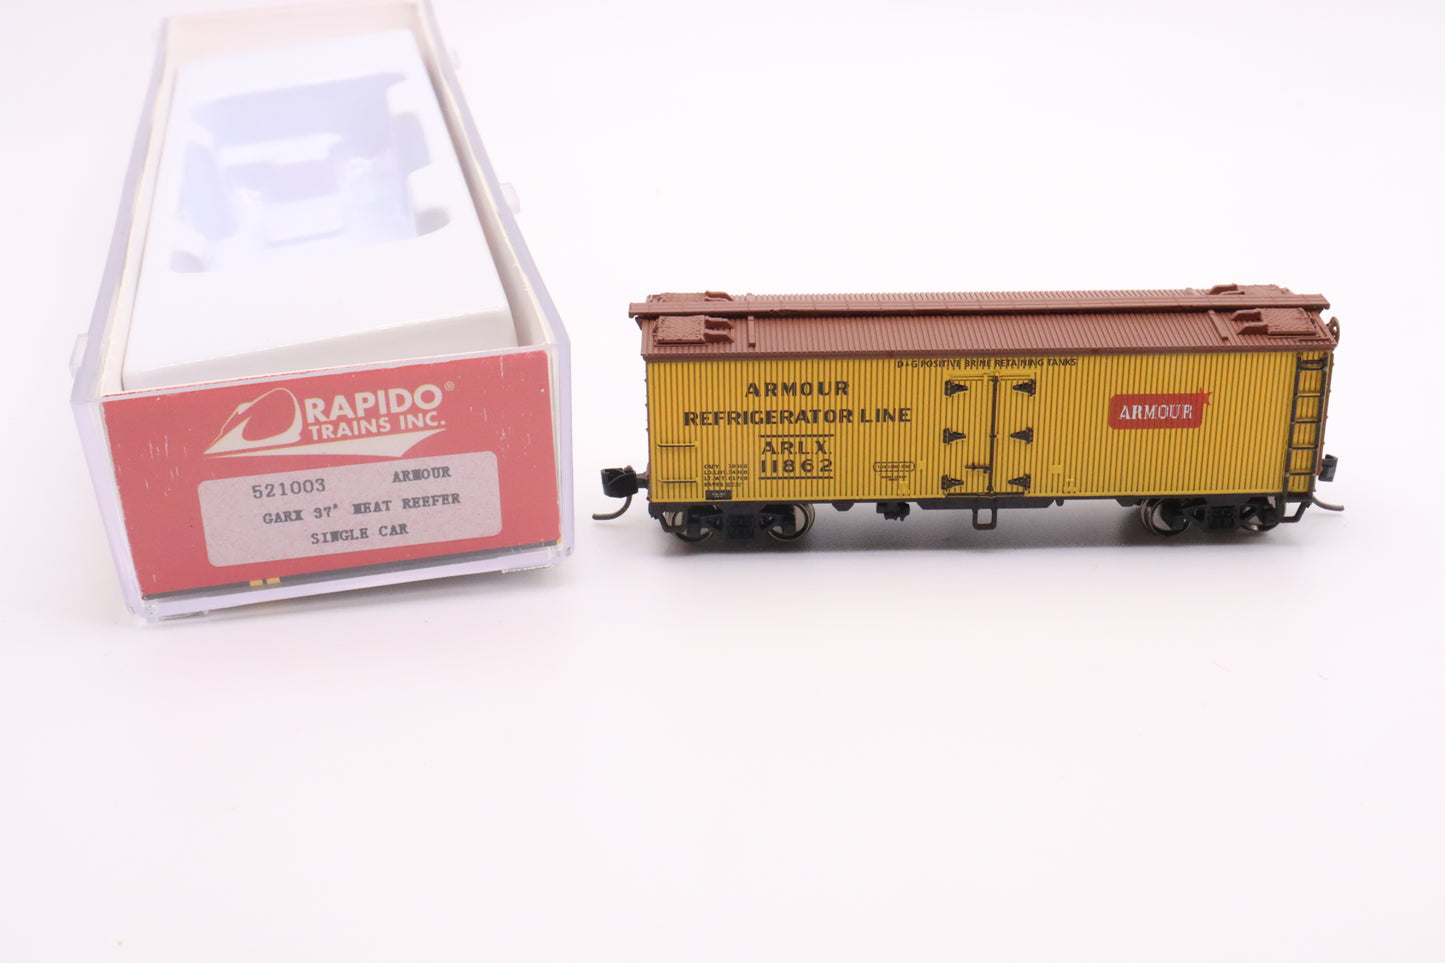 RAPIDO®
TRAINS INC.
521003 ARMOUR
GARX 37' MEAT REEFER
SINGLE CAR
D+G POSITIVE BRINE RETAINING TANKS
ARMOUR
REFRIGERATOR LINE
A.R.L.X.
11862
ARMOUR